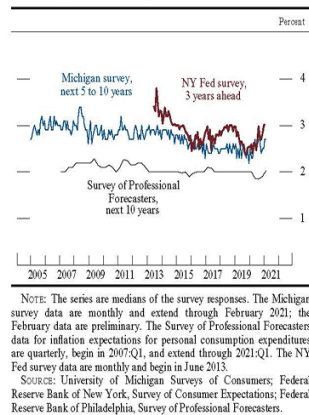 Percent
4
Michigan survey,
next 5 to 10 years
NY Fed survey,
3 years ahead
3
2
Survey of Professional
Forecasters,
next 10 years
1
2005 2007 2009 2011 2013 2015 2017 2019 2021
NOTE: The series are medians of the survey responses. The Michigan
survey data are monthly and extend through February 2021; the
February data are preliminary. The Survey of Professional Forecasters
data for inflation expectations for personal consumption expenditures
are quarterly, begin in 2007:Q1, and extend through 2021:Q1. The NY
Fed survey data are monthly and begin in June 2013.
SOURCE: University of Michigan Surveys of Consumers; Federal
Reserve Bank of New York, Survey of Consumer Expectations; Federal
Reserve Bank of Philadelphia, Survey of Professional Forecasters.